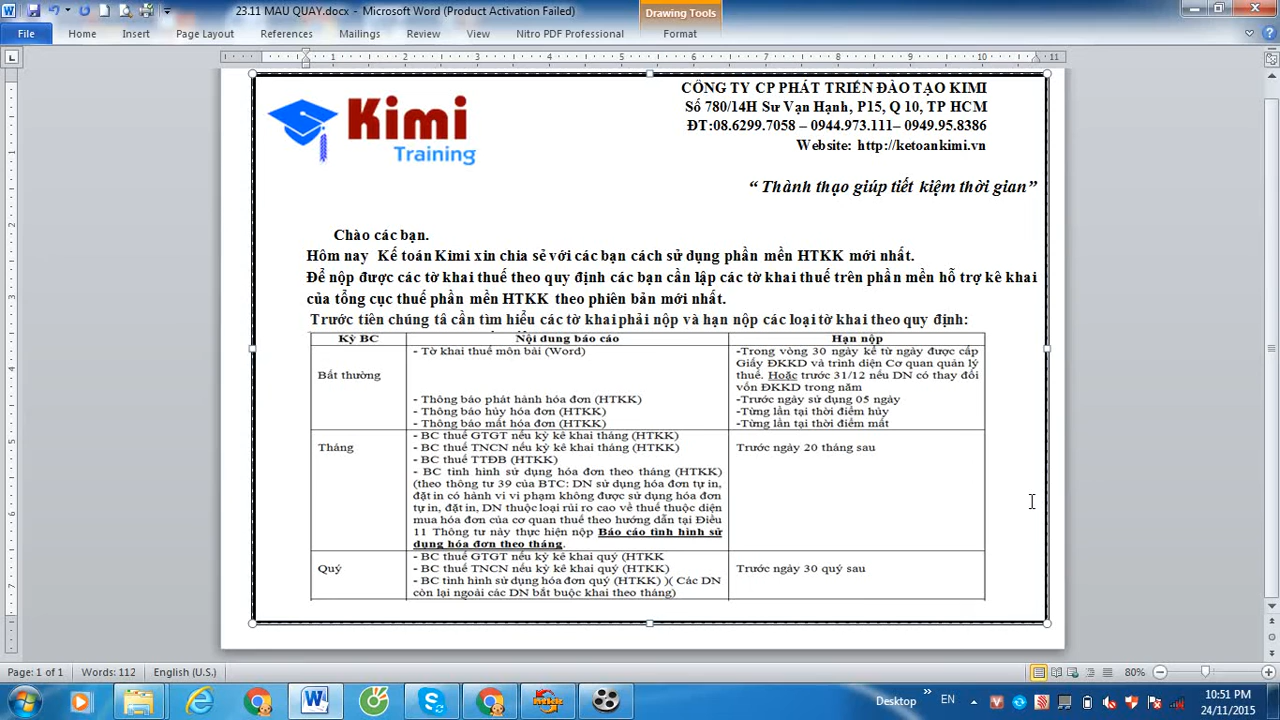 23.11 MAU QUAY.docx - Microsoft Word (Product Activation Failed)
Drawing Tools
File Home Insert Page Layout References Mailings Review View Nitro PDF Professional Format
1 2 3 4 5 6 7 8 9 10 11
Kimi
Training
CÔNG TY CP PHÁT TRIỂN ĐÀO TẠO KIMI
Số 780/14H Sư Vạn Hạnh, P15, Q 10, TP HCM
ĐT:08.6299.7058 – 0944.973.111– 0949.95.8386
Website: http://ketoankimi.vn
“ Thành thạo giúp tiết kiệm thời gian”
Chào các bạn.
Hôm nay Kế toán Kimi xin chia sẻ với các bạn cách sử dụng phần mền HTKK mới nhất.
Để nộp được các tờ khai thuế theo quy định các bạn cần lập các tờ khai thuế trên phần mền hỗ trợ kê khai
của tổng cục thuế phần mền HTKK theo phiên bản mới nhất.
Trước tiên chúng tâ cần tìm hiểu các tờ khai phải nộp và hạn nộp các loại tờ khai theo quy định:
Kỳ BC Nội dung báo cáo Hạn nộp
Bất thường
- Tờ khai thuế môn bài (Word)
- Thông báo phát hành hóa đơn (HTKK)
- Thông báo hủy hóa đơn (HTKK)
- Thông báo mất hóa đơn (HTKK)
-Trong vòng 30 ngày kể từ ngày được cấp
Giấy ĐKKD và trình diện Cơ quan quản lý
thuế. Hoặc trước 31/12 nếu DN có thay đổi
vốn ĐKKD trong năm
-Trước ngày sử dụng 05 ngày
-Từng lần tại thời điểm hủy
-Từng lần tại thời điểm mất
Tháng
- BC thuế GTGT nếu kỳ kê khai tháng (HTKK)
- BC thuế TNCN nếu kỳ kê khai tháng (HTKK)
- BC thuế TTĐB (HTKK)
- BC tình hình sử dụng hóa đơn theo tháng (HTKK)
(theo thông tư 39 của BTC: DN sử dụng hóa đơn tự in,
đặt in có hành vi vi phạm không được sử dụng hóa đơn
tự in, đặt in, DN thuộc loại rủi ro cao về thuế thuộc diện
mua hóa đơn của cơ quan thuế theo hướng dẫn tại Điều
11 Thông tư này thực hiện nộp Báo cáo tình hình sử
dụng hóa đơn theo tháng.
Trước ngày 20 tháng sau
Quý
- BC thuế GTGT nếu kỳ kê khai quý (HTKK
- BC thuế TNCN nếu kỳ kê khai quý (HTKK)
- BC tình hình sử dụng hóa đơn quý (HTKK) )( Các DN
còn lại ngoài các DN bắt buộc khai theo tháng)
Trước ngày 30 quý sau
Page: 1 of 1 Words: 112 English (U.S.) 80%
Desktop EN 10:51 PM
24/11/2015